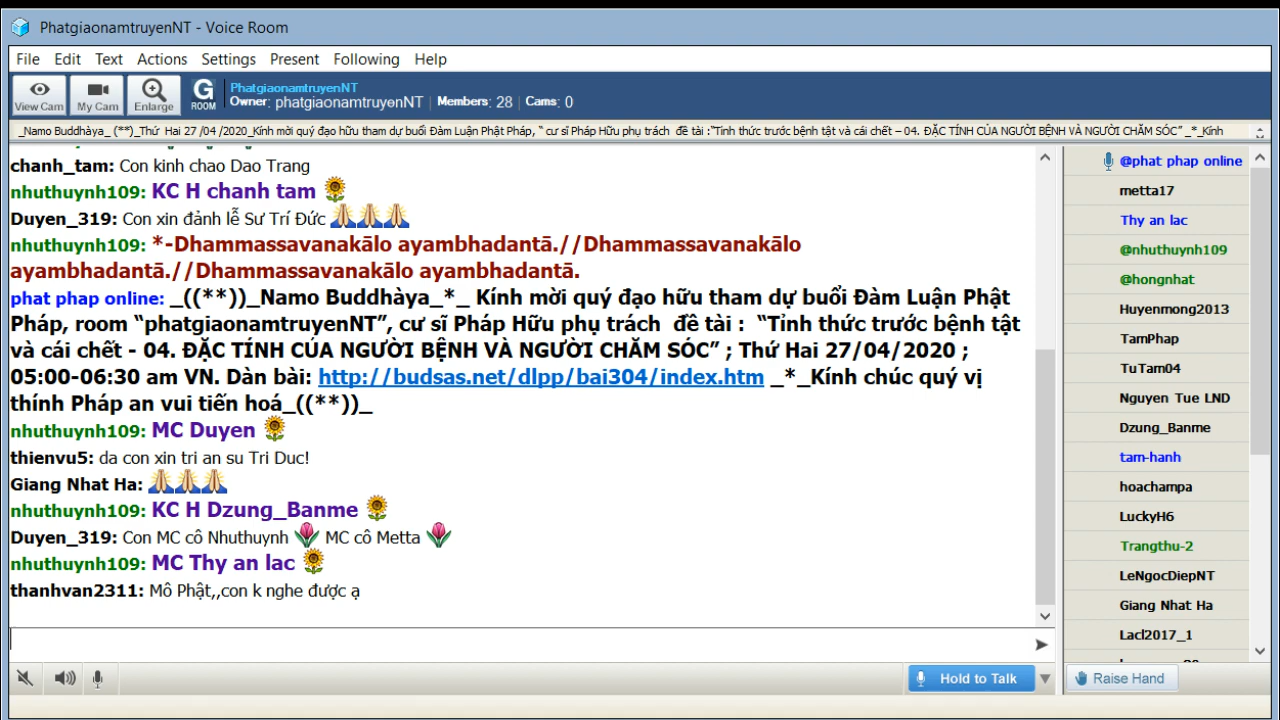 PhatgiaonamtruyenNT - Voice Room
File Edit Text Actions Settings Present Following Help
View Cam My Cam Enlarge G ROOM
PhatgiaonamtruyenNT
Owner: phatgiaonamtruyenNT | Members: 28 | Cams: 0
_Namo Buddhàya_ (**)_Thứ Hai 27 /04 /2020_Kính mời quý đạo hữu tham dự buổi Đàm Luận Phật Pháp, “ cư sĩ Pháp Hữu phụ trách đề tài :“Tỉnh thức trước bệnh tật và cái chết – 04. ĐẶC TÍNH CỦA NGƯỜI BỆNH VÀ NGƯỜI CHĂM SÓC” _*_Kính
chanh_tam: Con kinh chao Dao Trang
nhuthuynh109: KC H chanh tam 🌻
Duyen_319: Con xin đảnh lễ Sư Trí Đức 🙏🙏🙏
nhuthuynh109: *-Dhammassavanakālo ayambhadantā.//Dhammassavanakālo
ayambhadantā.//Dhammassavanakālo ayambhadantā.
phat phap online: _((**))_Namo Buddhàya_*_ Kính mời quý đạo hữu tham dự buổi Đàm Luận Phật
Pháp, room “phatgiaonamtruyenNT”, cư sĩ Pháp Hữu phụ trách đề tài : “Tỉnh thức trước bệnh tật
và cái chết - 04. ĐẶC TÍNH CỦA NGƯỜI BỆNH VÀ NGƯỜI CHĂM SÓC” ; Thứ Hai 27/04/2020 ;
05:00-06:30 am VN. Dàn bài: http://budsas.net/dlpp/bai304/index.htm _*_Kính chúc quý vị
thính Pháp an vui tiến hoá_((**))_
nhuthuynh109: MC Duyen 🌻
thienvu5: da con xin tri an su Tri Duc!
Giang Nhat Ha: 🙏🙏🙏
nhuthuynh109: KC H Dzung_Banme 🌻
Duyen_319: Con MC cô Nhuthuynh 🌷 MC cô Metta 🌷
nhuthuynh109: MC Thy an lac 🌻
thanhvan2311: Mô Phật,,con k nghe được ạ
@phat phap online
metta17
Thy an lac
@nhuthuynh109
@hongnhat
Huyenmong2013
TamPhap
TuTam04
Nguyen Tue LND
Dzung_Banme
tam-hanh
hoachampa
LuckyH6
Trangthu-2
LeNgocDiepNT
Giang Nhat Ha
Lacl2017_1
Hold to Talk
Raise Hand